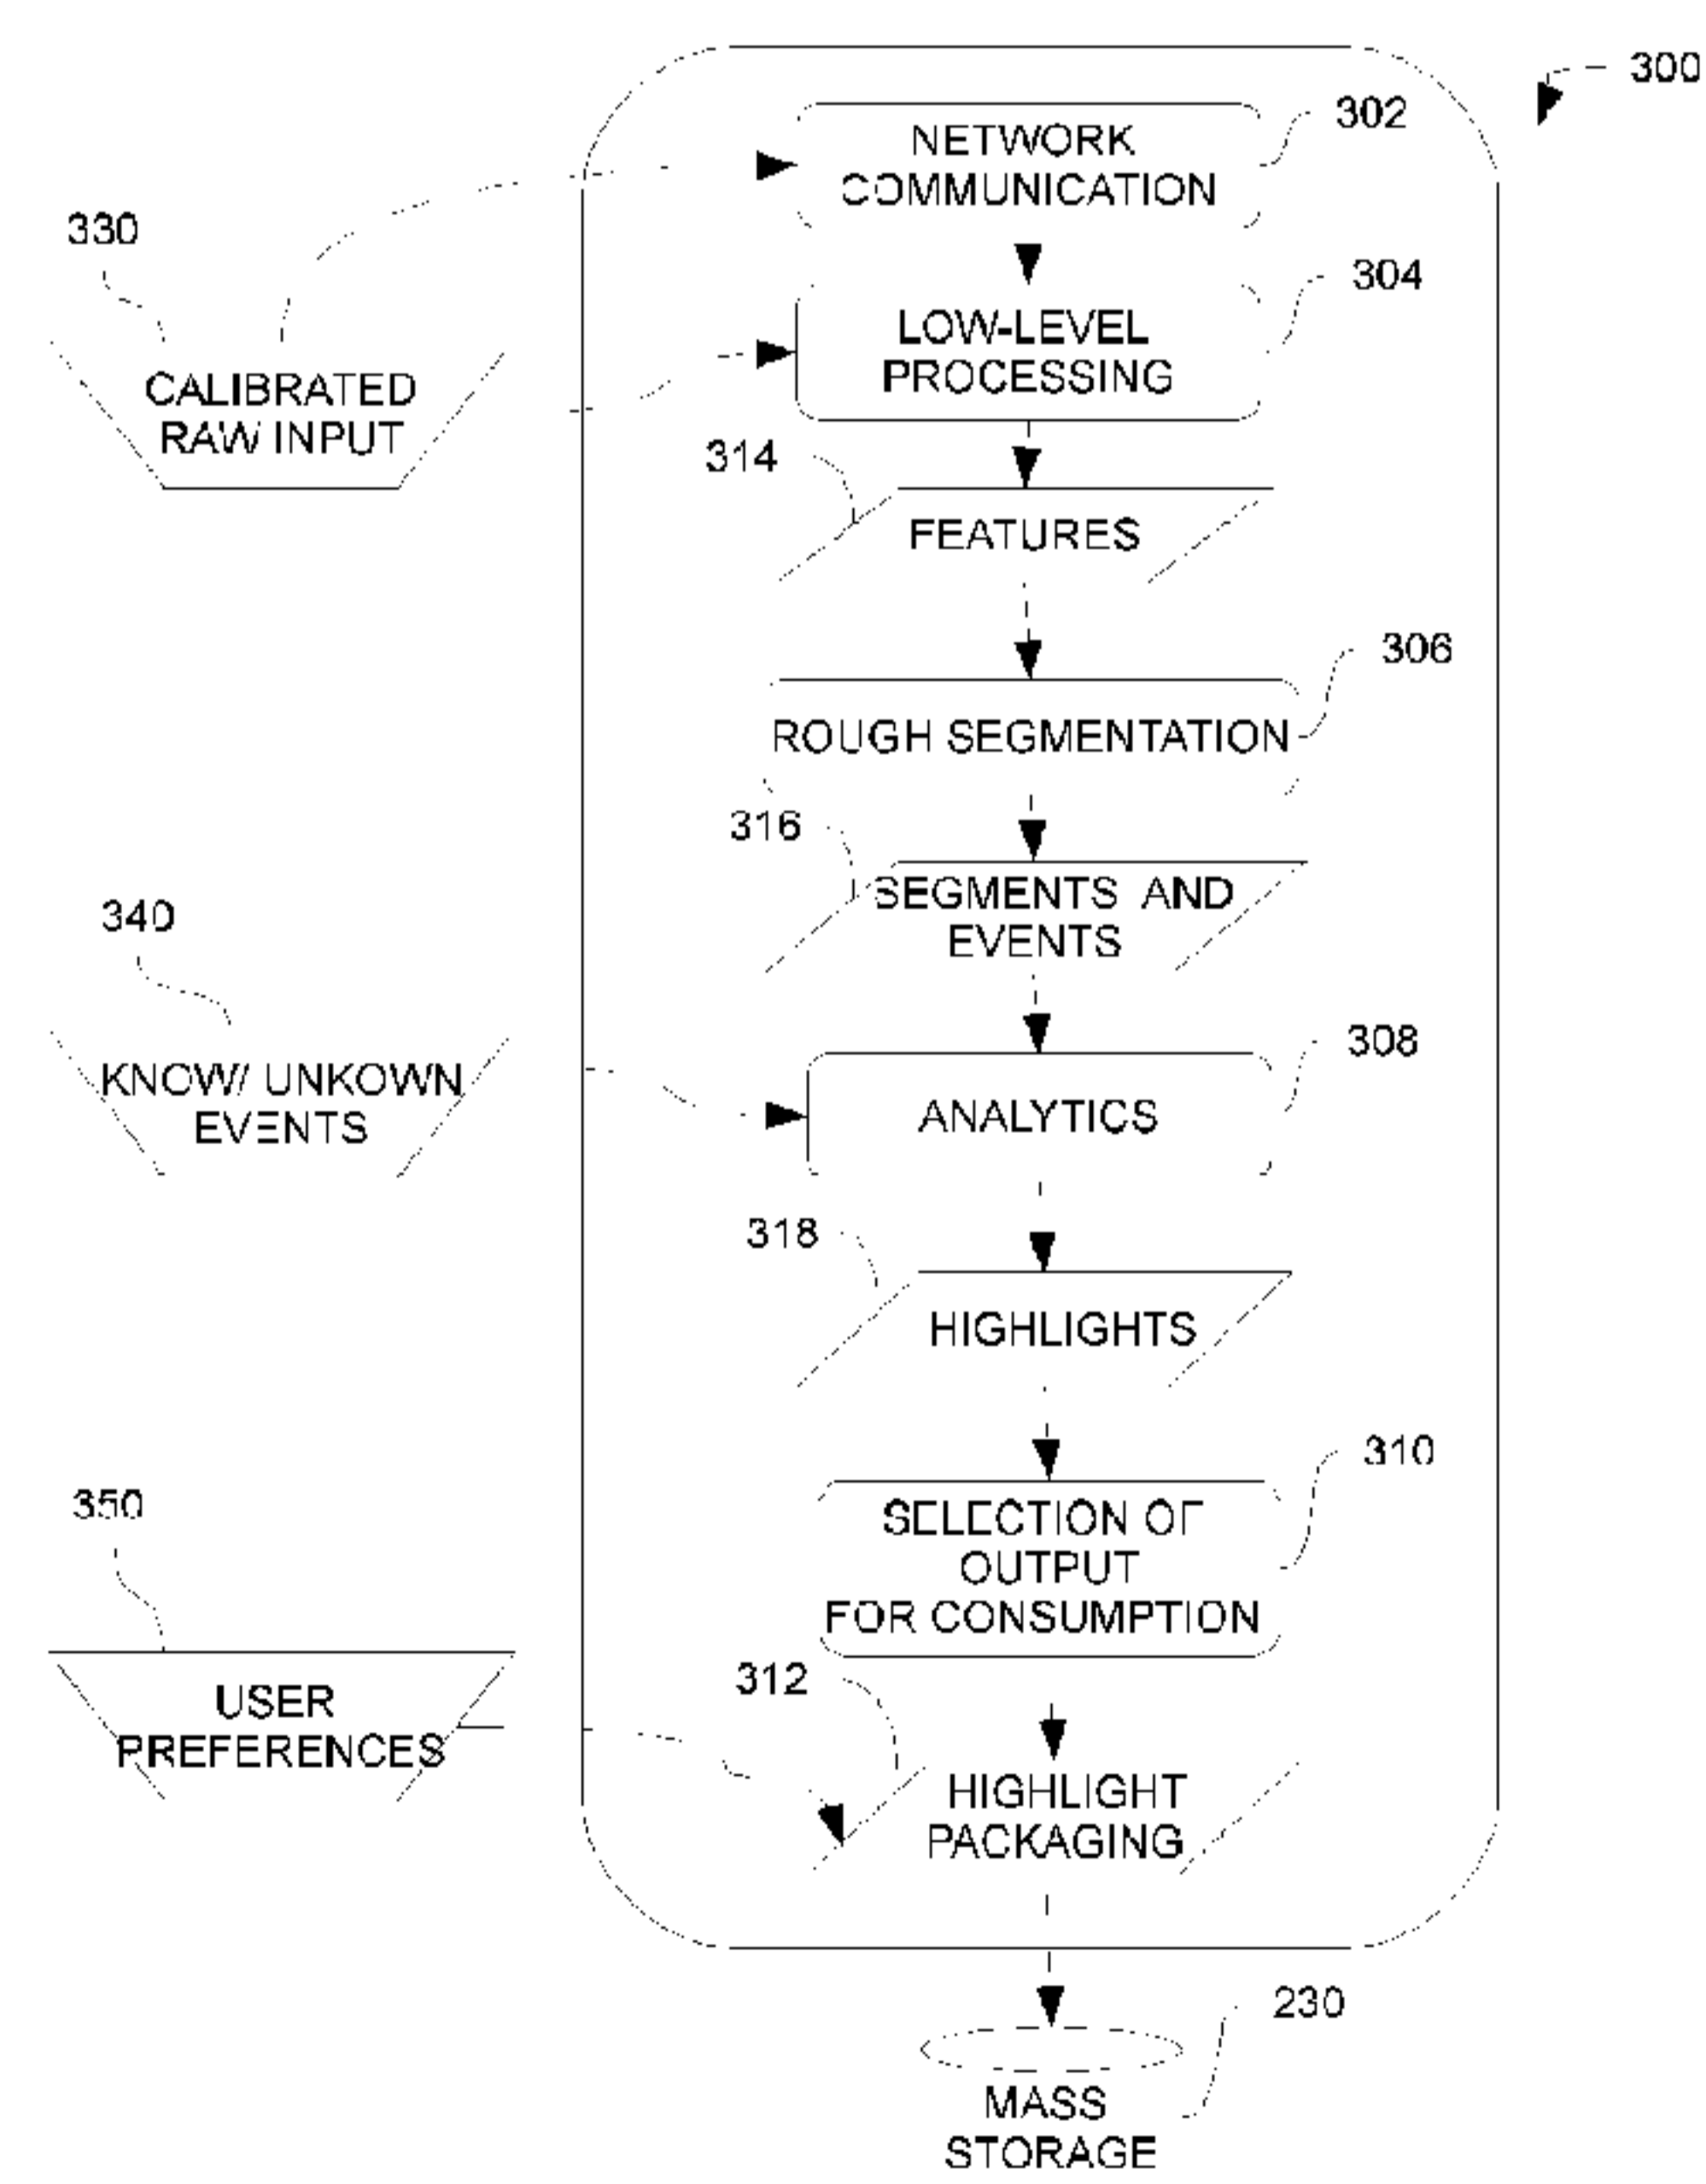 300
302
NETWORK
COMMUNICATION
330
304
LOW-LEVEL
PROCESSING
CALIBRATED
RAW INPUT
314
FEATURES
306
ROUGH SEGMENTATION
316
SEGMENTS AND
EVENTS
340
308
KNOW/ UNKOWN
EVENTS
ANALYTICS
318
HIGHLIGHTS
310
350
SELECTION OF
OUTPUT
FOR CONSUMPTION
312
USER
PREFERENCES
HIGHLIGHT
PACKAGING
230
MASS
STORAGE